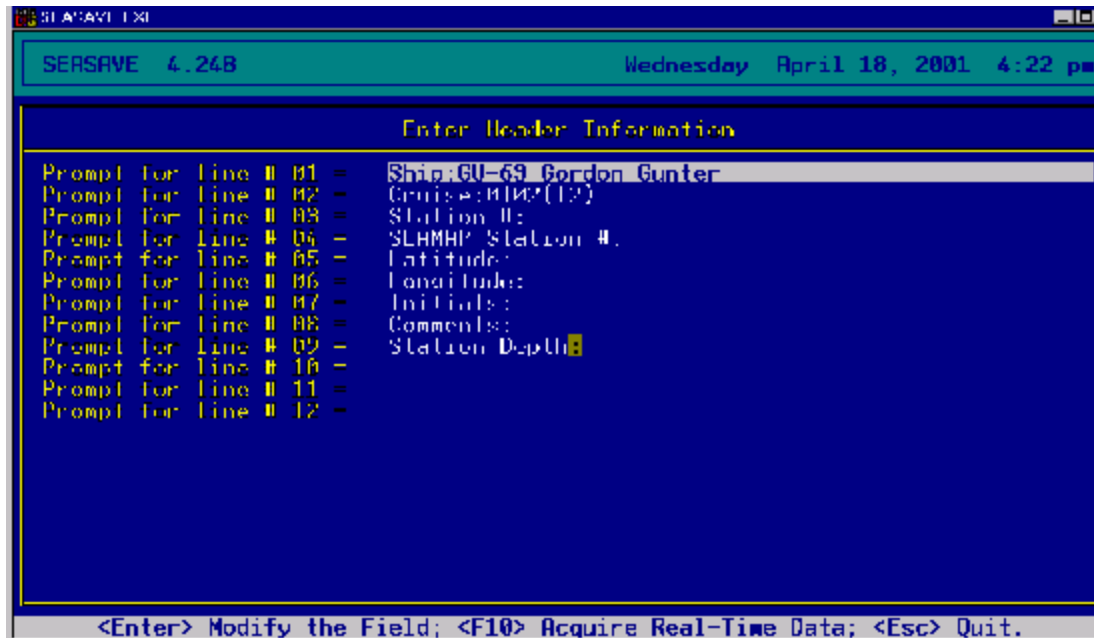 SEASAVE.EXE
SEASAVE 4.24B Wednesday April 18, 2001 4:22 pm
Enter Header Information
Prompt for line # 01 = Ship:GU-69 Gordon Gunter
Prompt for line # 02 = Cruise:
Prompt for line # 03 = Station #:
Prompt for line # 04 = SEAMAP Station #:
Prompt for line # 05 = Latitude:
Prompt for line # 06 = Longitude:
Prompt for line # 07 = Initials:
Prompt for line # 08 = Comments:
Prompt for line # 09 = Station Depth:
Prompt for line # 10 =
Prompt for line # 11 =
Prompt for line # 12 =
<Enter> Modify the Field; <F10> Acquire Real-Time Data; <Esc> Quit.